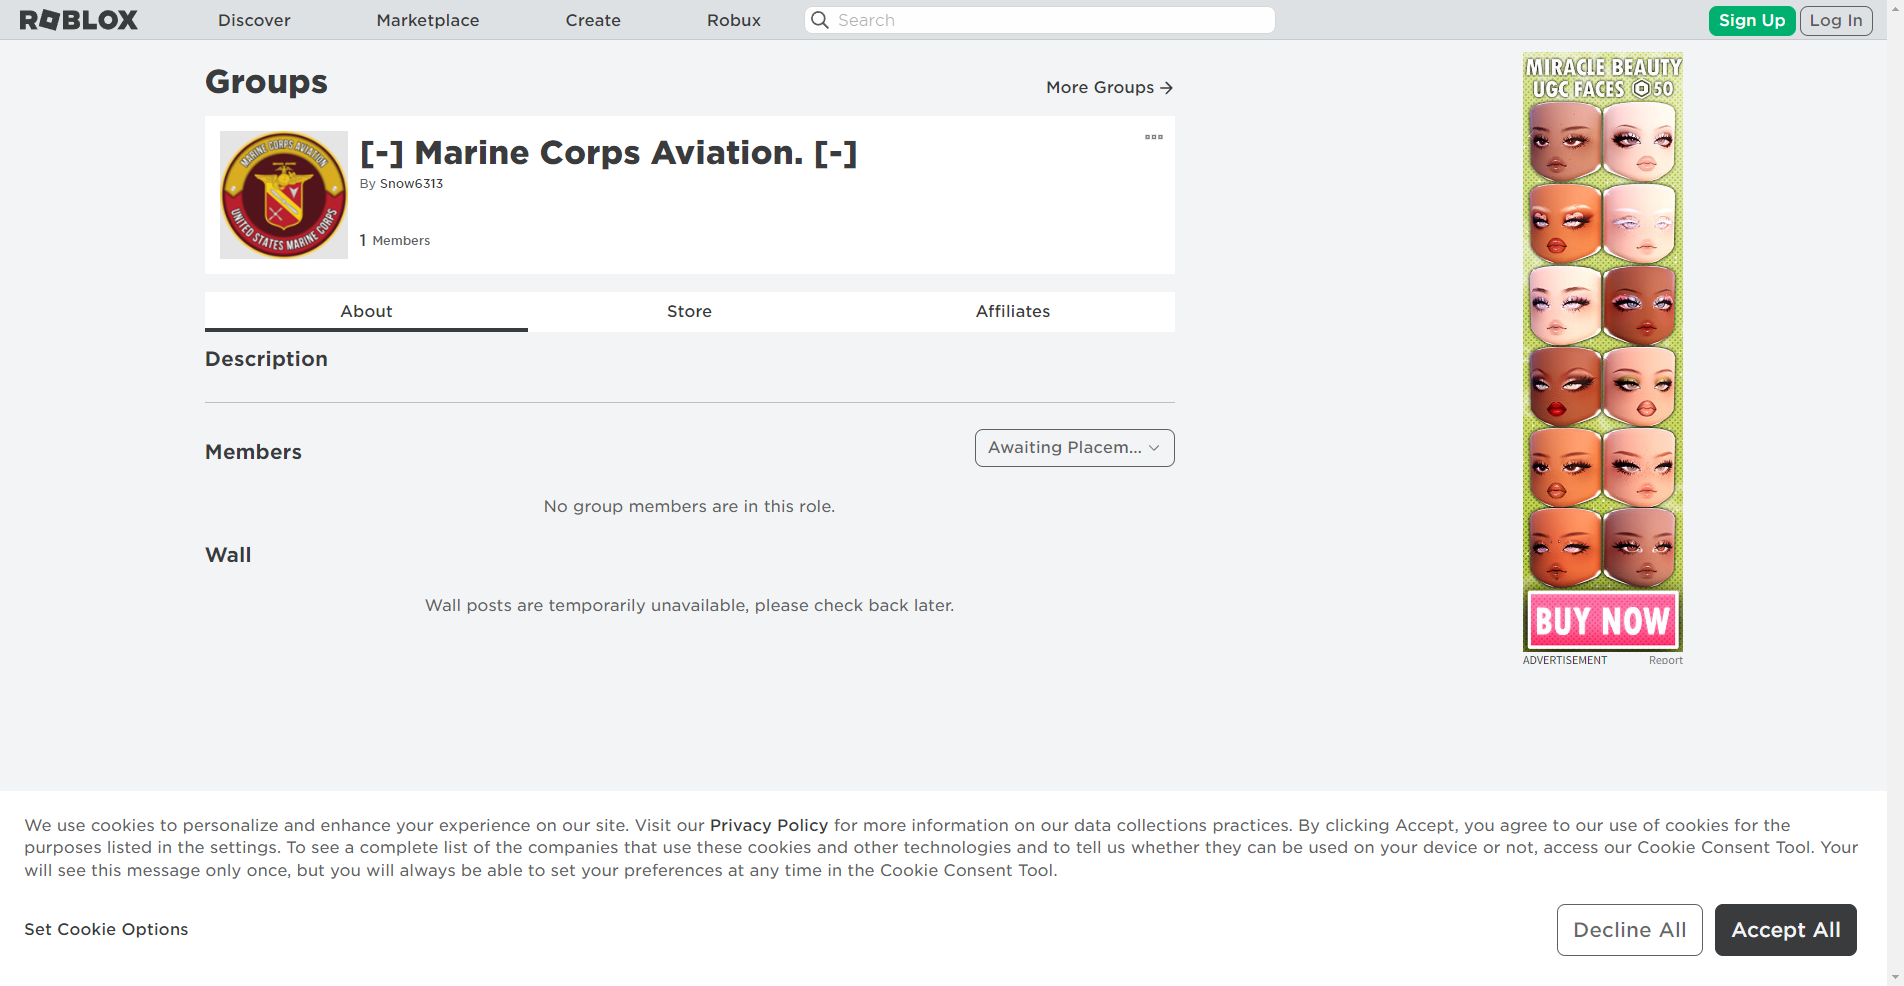 ROBLOX
Discover
Marketplace
Create
Robux
Search
Sign Up
Log In
Groups
More Groups
MARINE CORPS AVIATION
UNITED STATES MARINE CORPS
[-] Marine Corps Aviation. [-]
By Snow6313
1 Members
About
Store
Affiliates
Description
Members
Awaiting Placem...
No group members are in this role.
Wall
Wall posts are temporarily unavailable, please check back later.
MIRACLE BEAUTY
UGC FACES 50
BUY NOW
ADVERTISEMENT
Report
We use cookies to personalize and enhance your experience on our site. Visit our Privacy Policy for more information on our data collections practices. By clicking Accept, you agree to our use of cookies for the
purposes listed in the settings. To see a complete list of the companies that use these cookies and other technologies and to tell us whether they can be used on your device or not, access our Cookie Consent Tool. Your
will see this message only once, but you will always be able to set your preferences at any time in the Cookie Consent Tool.
Set Cookie Options
Decline All
Accept All